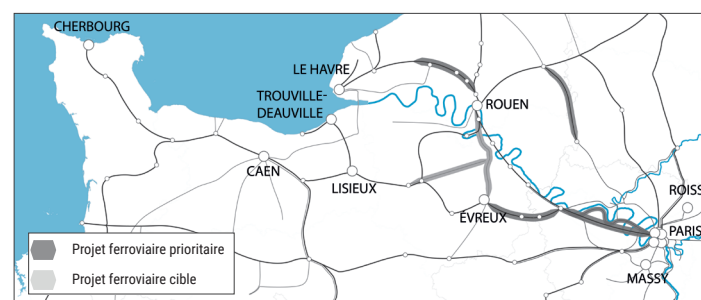 CHERBOURG
LE HAVRE
TROUVILLE-
DEAUVILLE
ROUEN
CAEN
LISIEUX
ÉVREUX
ROISS
PARIS
MASSY
Projet ferroviaire prioritaire
Projet ferroviaire cible